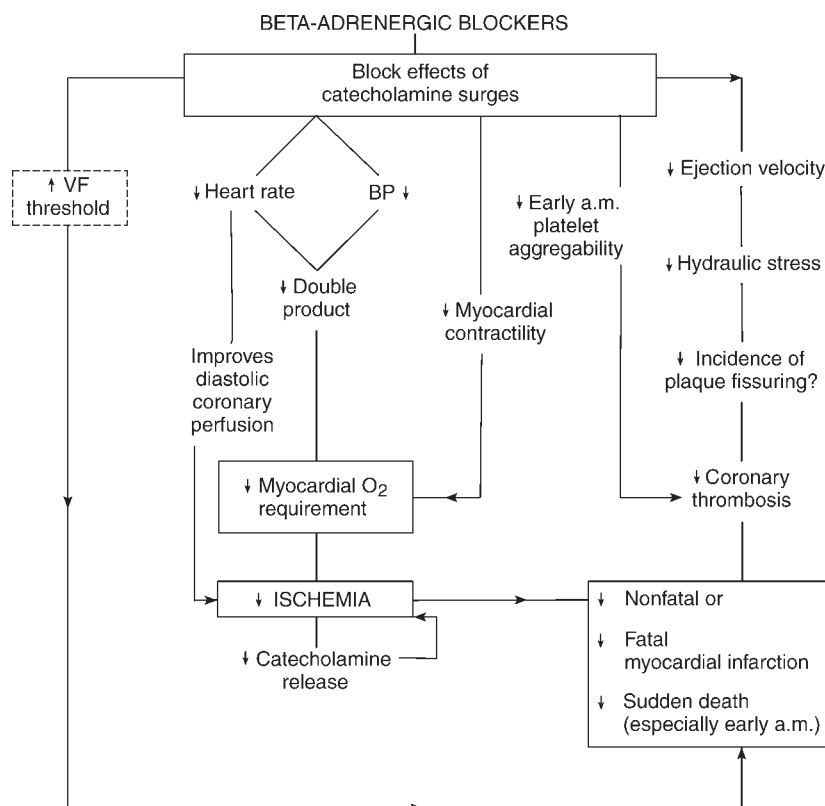 BETA-ADRENERGIC BLOCKERS
Block effects of
catecholamine surges
↑ VF
threshold
↓ Heart rate
BP ↓
↓ Early a.m.
platelet
aggregability
↓ Ejection velocity
↓ Hydraulic stress
↓ Double
product
↓ Myocardial
contractility
Improves
diastolic
coronary
perfusion
↓ Incidence of
plaque fissuring?
↓ Myocardial O₂
requirement
↓ Coronary
thrombosis
↓ ISCHEMIA
↓ Catecholamine
release
↓ Nonfatal or
↓ Fatal
myocardial infarction
↓ Sudden death
(especially early a.m.)